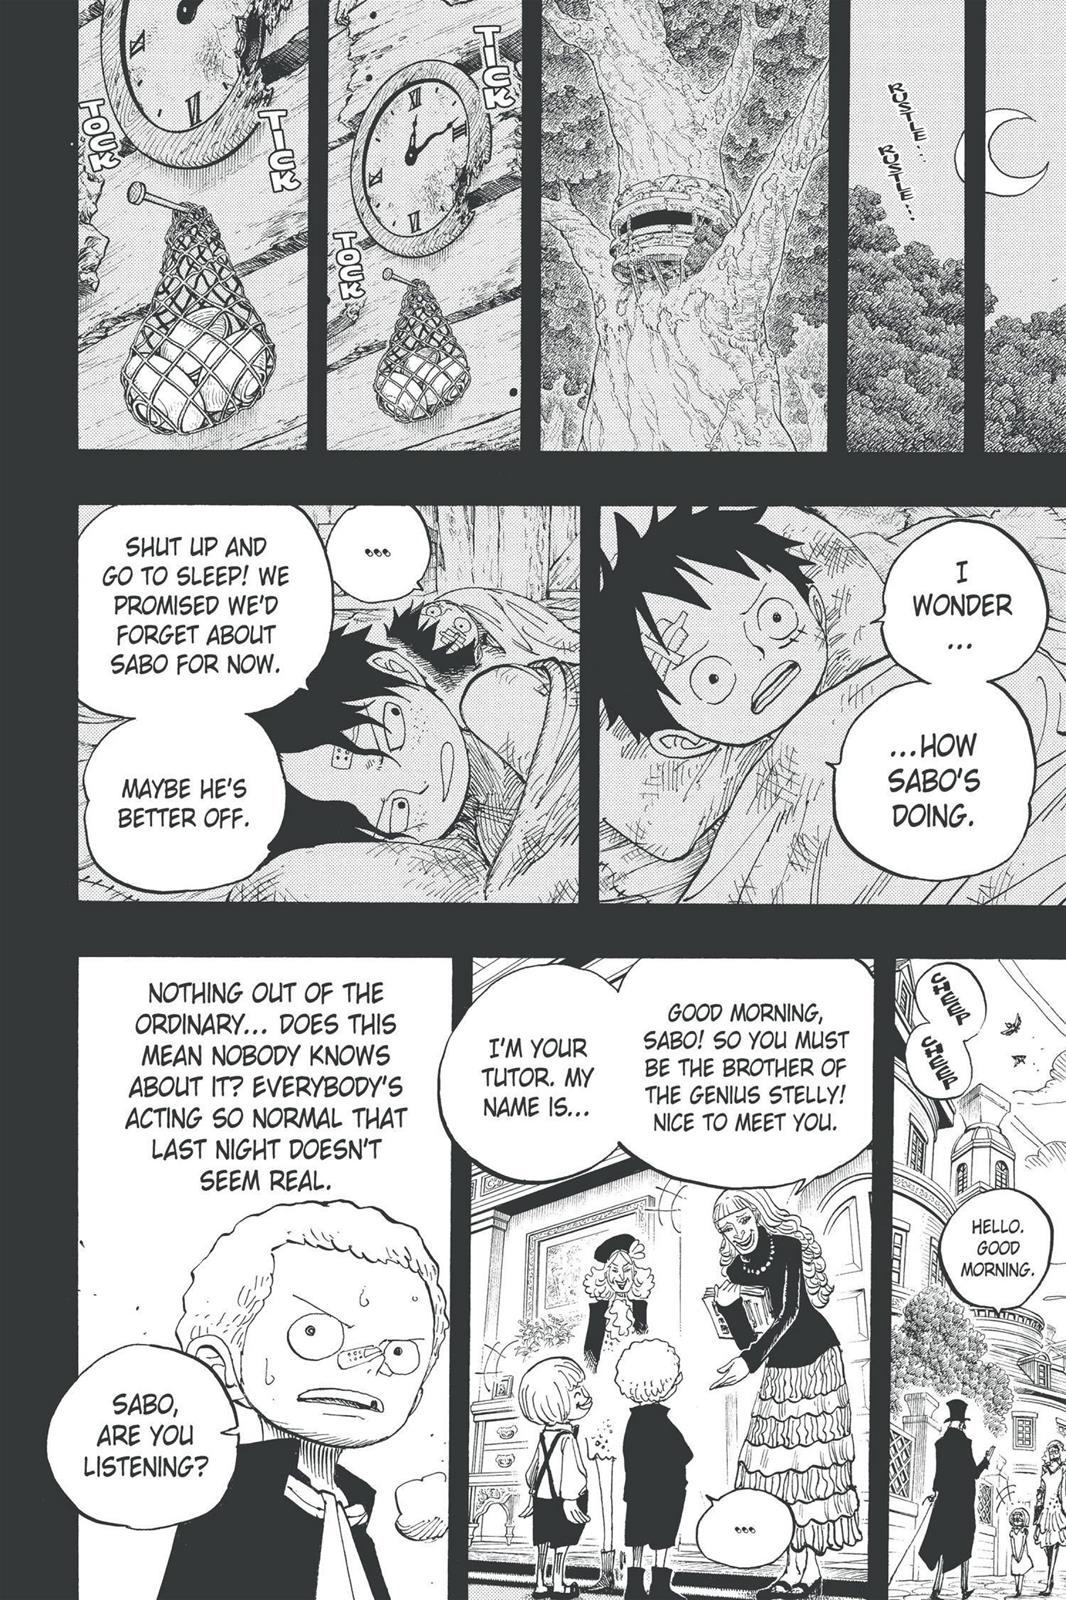 RUSTLE...
RUSTLE...
TICK
TOCK
TICK
TOCK
I
WONDER
...
...HOW
SABO'S
DOING.
...
SHUT UP AND
GO TO SLEEP! WE
PROMISED WE'D
FORGET ABOUT
SABO FOR NOW.
MAYBE HE'S
BETTER OFF.
CHEEP
CHEEP
HELLO.
GOOD
MORNING.
GOOD MORNING,
SABO! SO YOU MUST
BE THE BROTHER OF
THE GENIUS STELLY!
NICE TO MEET YOU.
I'M YOUR
TUTOR. MY
NAME IS...
...
NOTHING OUT OF THE
ORDINARY... DOES THIS
MEAN NOBODY KNOWS
ABOUT IT? EVERYBODY'S
ACTING SO NORMAL THAT
LAST NIGHT DOESN'T
SEEM REAL.
SABO,
ARE YOU
LISTENING?